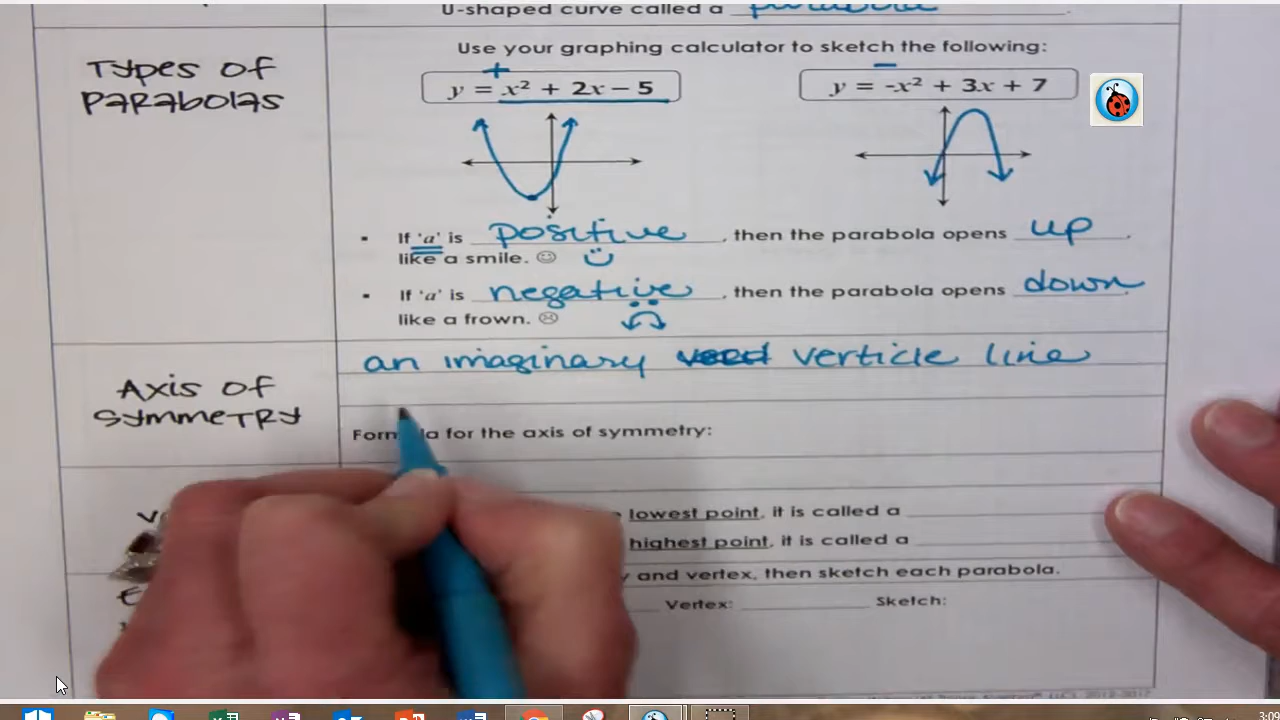 U-shaped curve called a parabola.
Types of Parabolas
Use your graphing calculator to sketch the following:
+
y = x² + 2x – 5
–
y = -x² + 3x + 7
If 'a' is positive, then the parabola opens up.
like a smile. ☺
If 'a' is negative, then the parabola opens down.
like a frown. ☹
Axis of Symmetry
an imaginary verticle line
Formula for the axis of symmetry:
lowest point, it is called a
highest point, it is called a
and vertex, then sketch each parabola.
Vertex: Sketch:
3:09